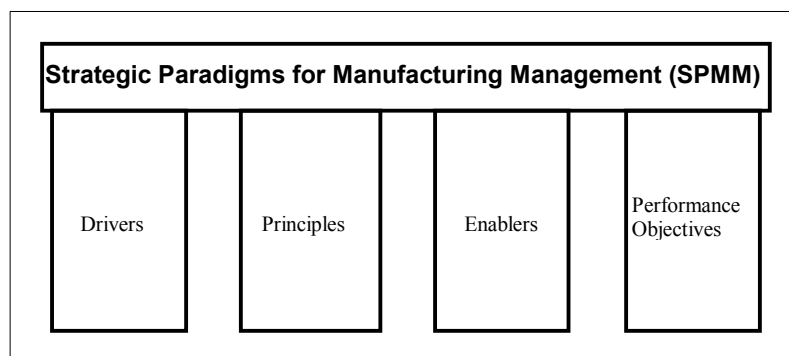 Strategic Paradigms for Manufacturing Management (SPMM)
Drivers
Principles
Enablers
Performance
Objectives